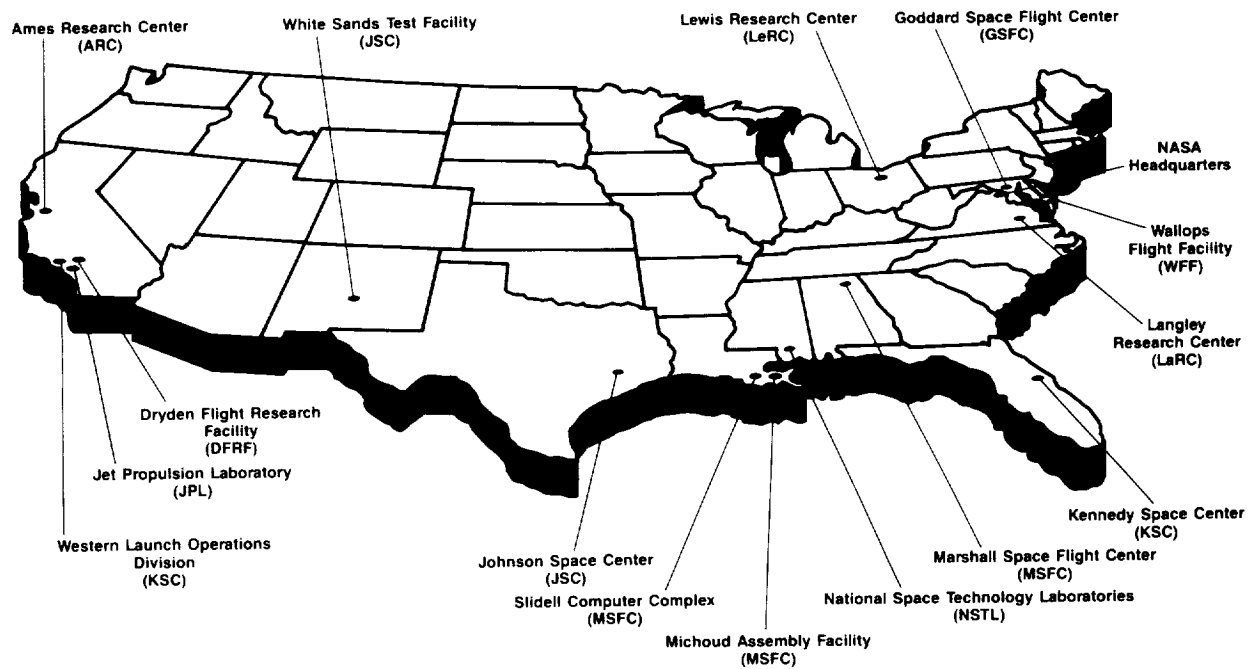 Ames Research Center
(ARC)
White Sands Test Facility
(JSC)
Lewis Research Center
(LeRC)
Goddard Space Flight Center
(GSFC)
NASA
Headquarters
Wallops
Flight Facility
(WFF)
Langley
Research Center
(LaRC)
Dryden Flight Research
Facility
(DFRF)
Jet Propulsion Laboratory
(JPL)
Western Launch Operations
Division
(KSC)
Johnson Space Center
(JSC)
Slidell Computer Complex
(MSFC)
Michoud Assembly Facility
(MSFC)
National Space Technology Laboratories
(NSTL)
Marshall Space Flight Center
(MSFC)
Kennedy Space Center
(KSC)